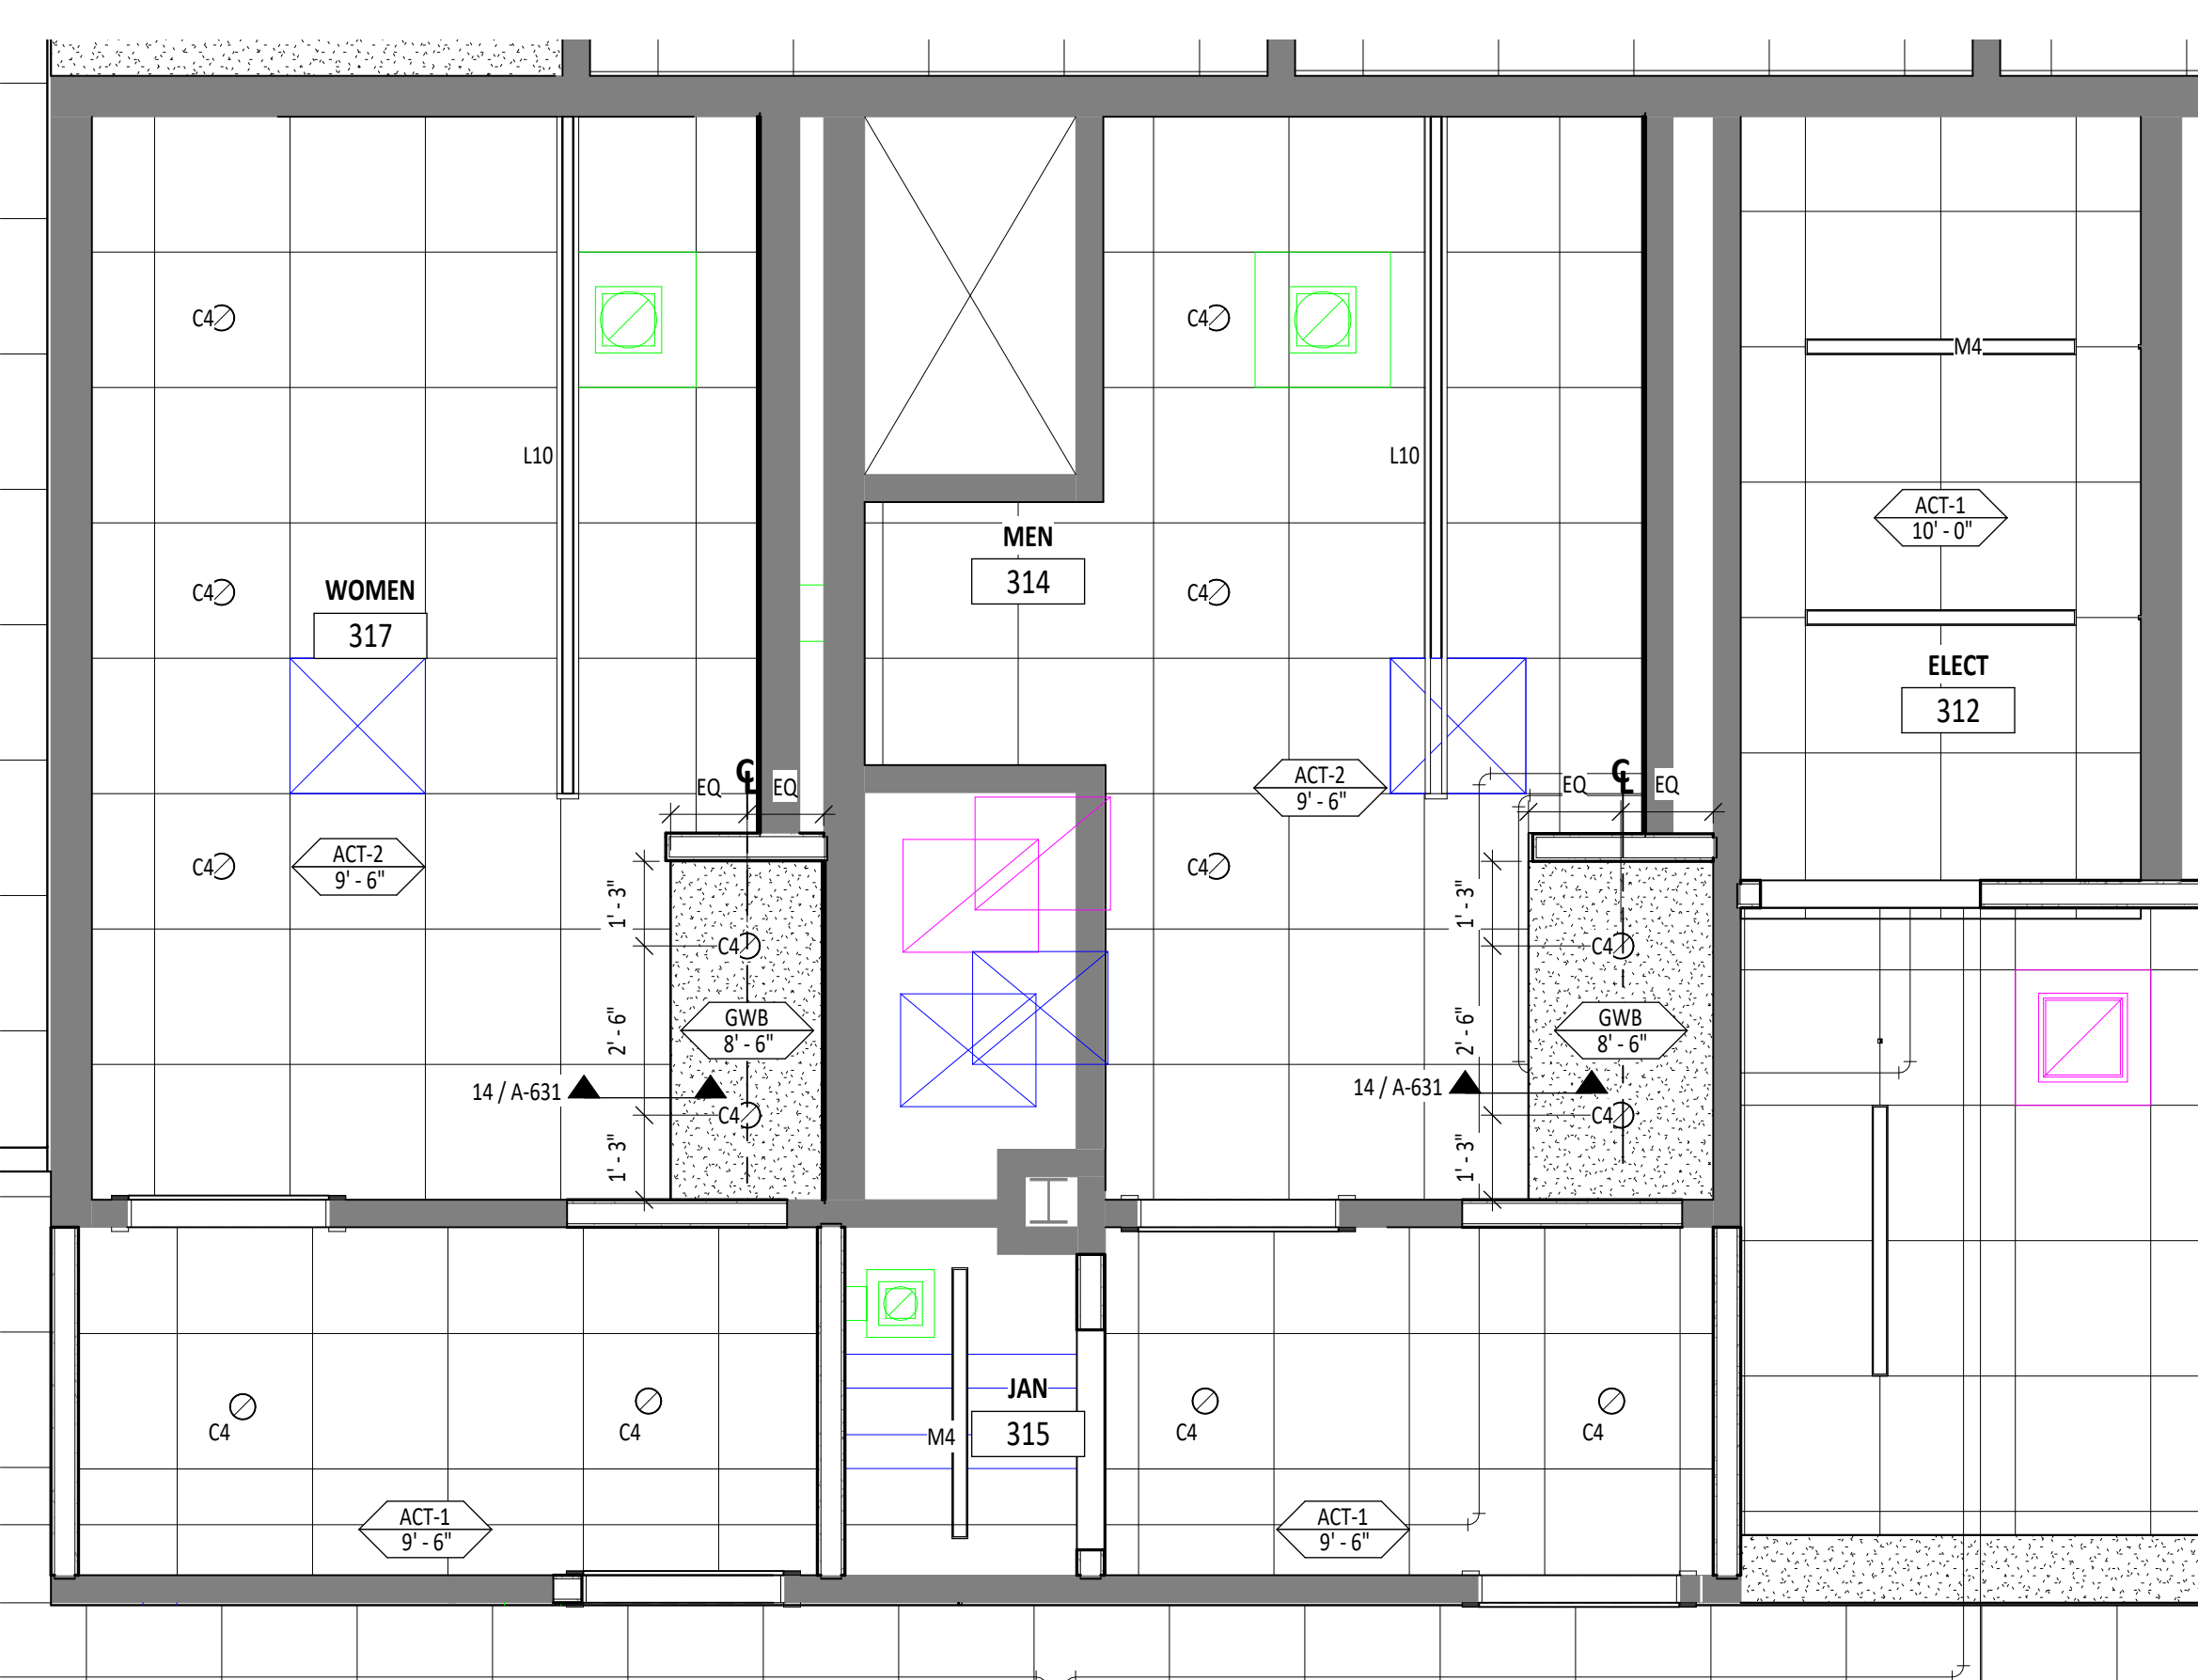 C4
C4
M4
L10
L10
ACT-1
10' - 0"
MEN
314
WOMEN
317
C4
C4
ELECT
312
EQ
C
L
EQ
ACT-2
9' - 6"
EQ
C
L
EQ
ACT-2
9' - 6"
C4
C4
1' - 3"
1' - 3"
C4
C4
2' - 6"
GWB
8' - 6"
2' - 6"
GWB
8' - 6"
14 / A-631
14 / A-631
C4
C4
1' - 3"
1' - 3"
JAN
315
C4
C4
M4
C4
C4
ACT-1
9' - 6"
ACT-1
9' - 6"